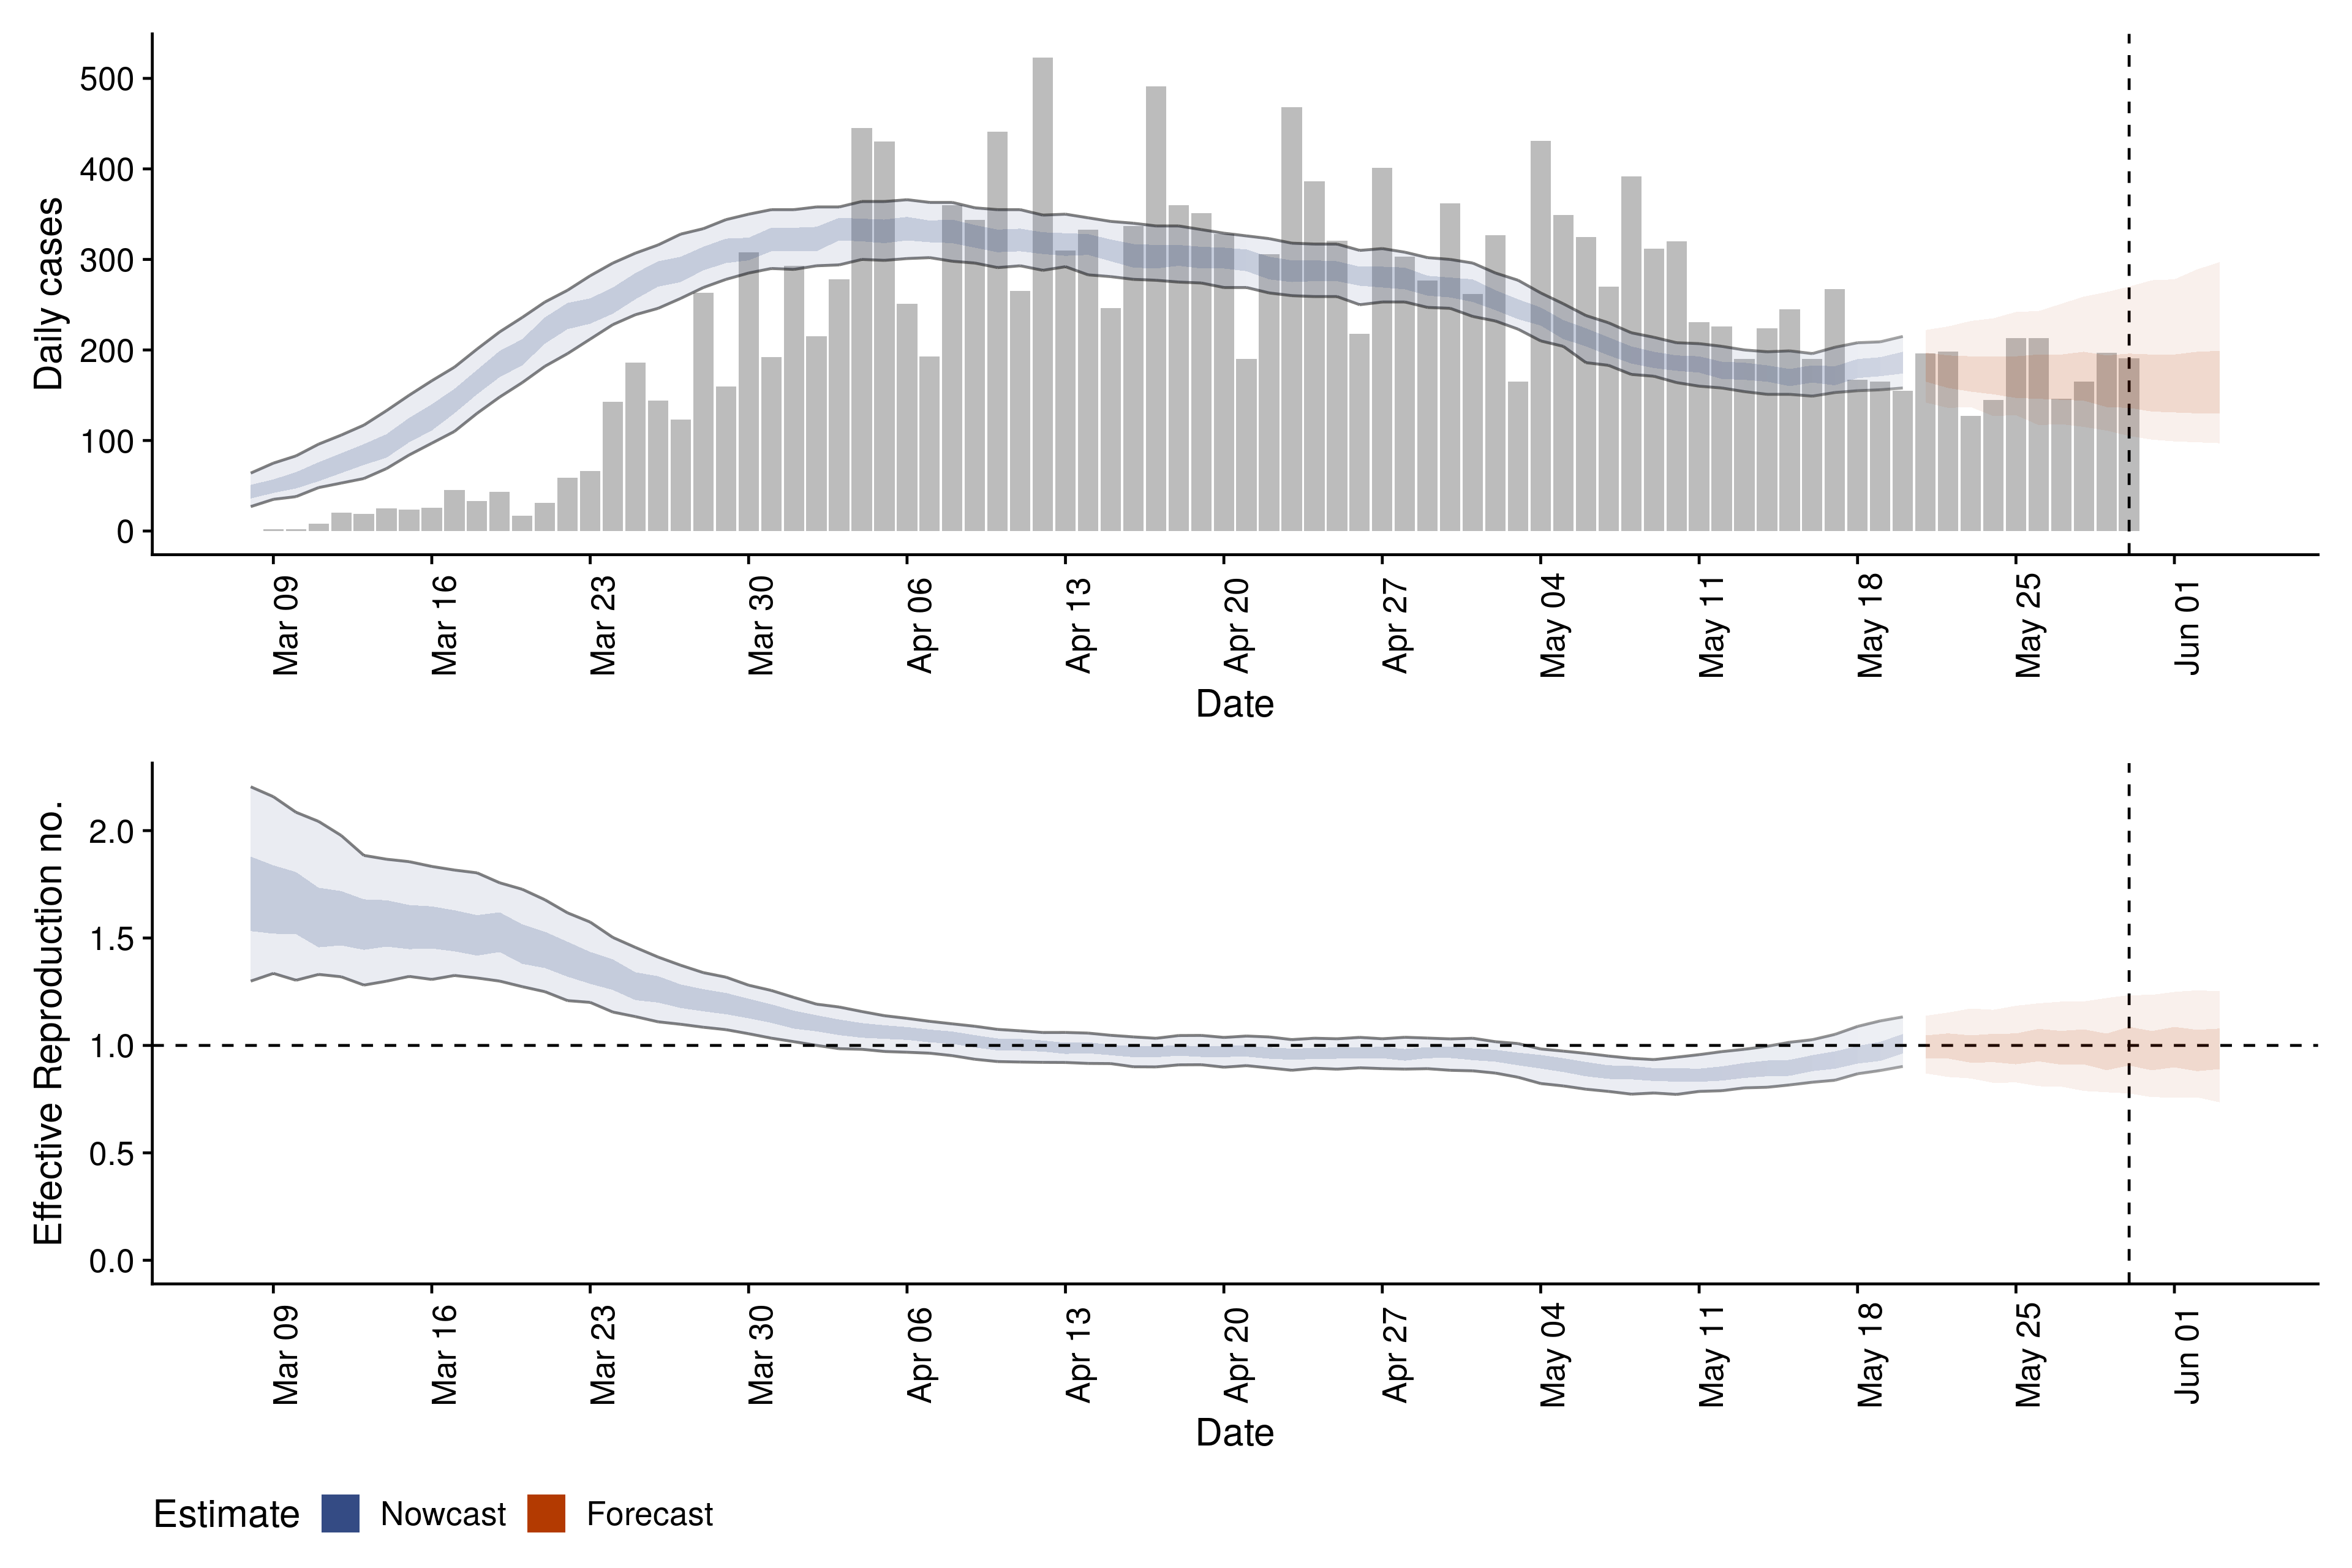 Daily cases
500
400
300
200
100
0
Mar 09
Mar 16
Mar 23
Mar 30
Apr 06
Apr 13
Apr 20
Apr 27
May 04
May 11
May 18
May 25
Jun 01
Date
Effective Reproduction no.
2.0
1.5
1.0
0.5
0.0
Mar 09
Mar 16
Mar 23
Mar 30
Apr 06
Apr 13
Apr 20
Apr 27
May 04
May 11
May 18
May 25
Jun 01
Date
Estimate Nowcast Forecast